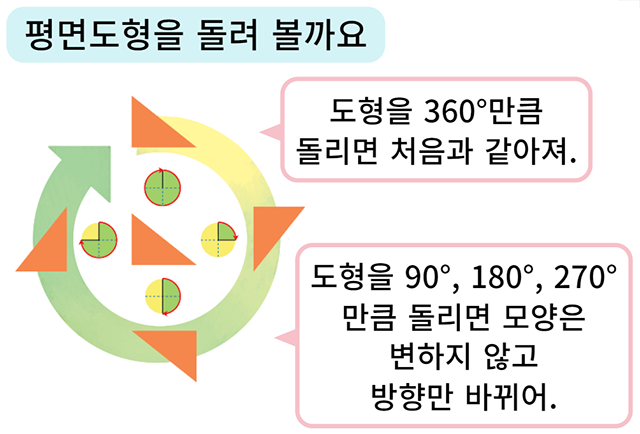 평면도형을 돌려 볼까요
도형을 360°만큼
돌리면 처음과 같아져.
도형을 90°, 180°, 270°
만큼 돌리면 모양은
변하지 않고
방향만 바뀌어.